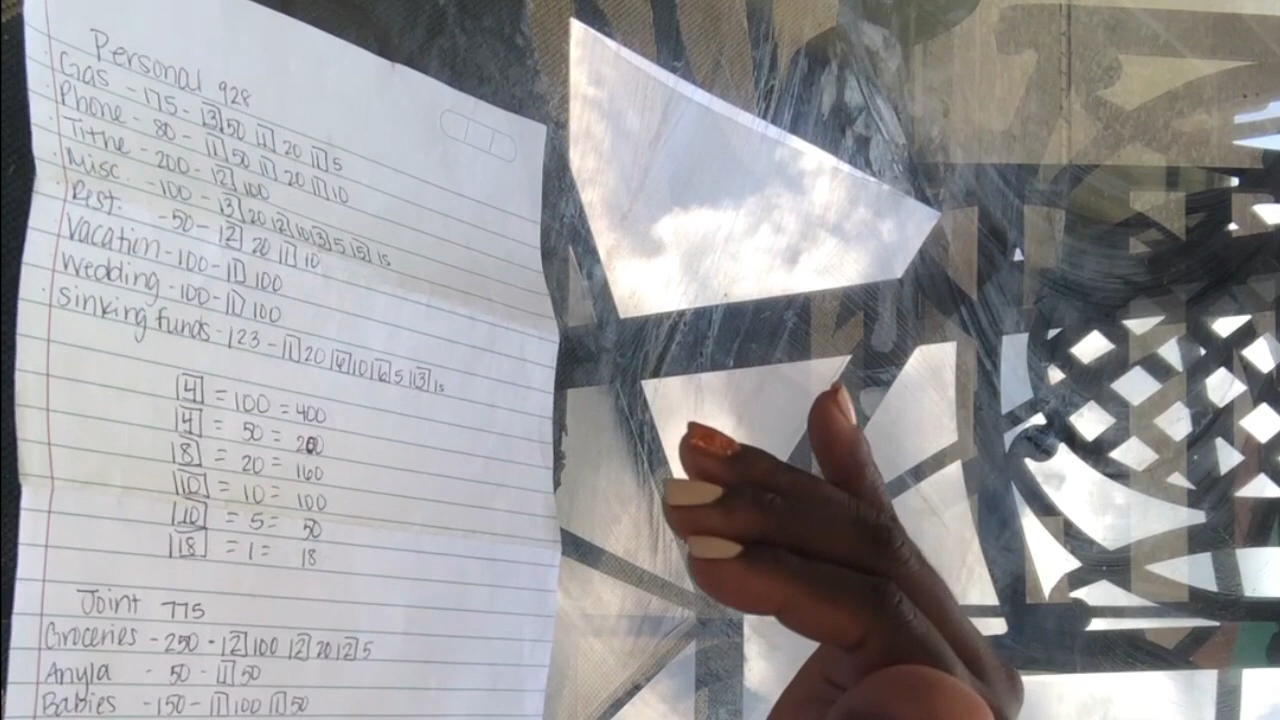 Personal 928
Gas -175- 3 50 1 20 1 5
Phone - 80 - 1 50 1 20 1 10
Tithe - 200 - 2 100
Misc. -100 - 3 20 2 10 3 5 5 1s
Rest. -50 - 2 20 1 10
Vacation -100- 1 100
Wedding -100- 1 100
Sinking funds -123 - 1 20 6 10 6 5 13 1s
4 = 100 = 400
4 = 50 = 200
8 = 20 = 160
10 = 10 = 100
10 = 5 = 50
18 = 1 = 18
Joint 775
Groceries - 250 - 2 100 2 20 2 5
Anyla - 50 - 1 50
Babies -150- 1 100 1 50